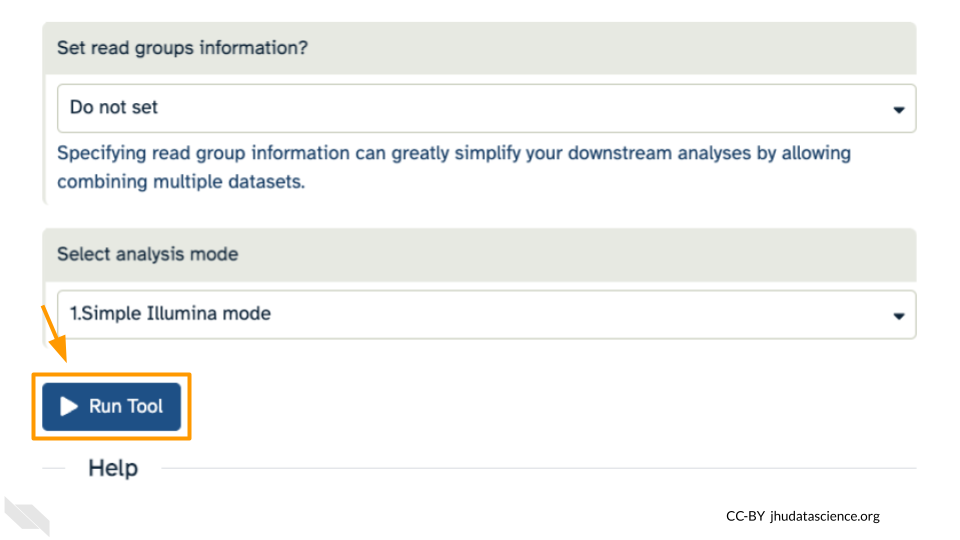 Set read groups information?
Do not set
Specifying read group information can greatly simplify your downstream analyses by allowing
combining multiple datasets.
Select analysis mode
1.Simple Illumina mode
Run Tool
Help
CC-BY jhudatascience.org